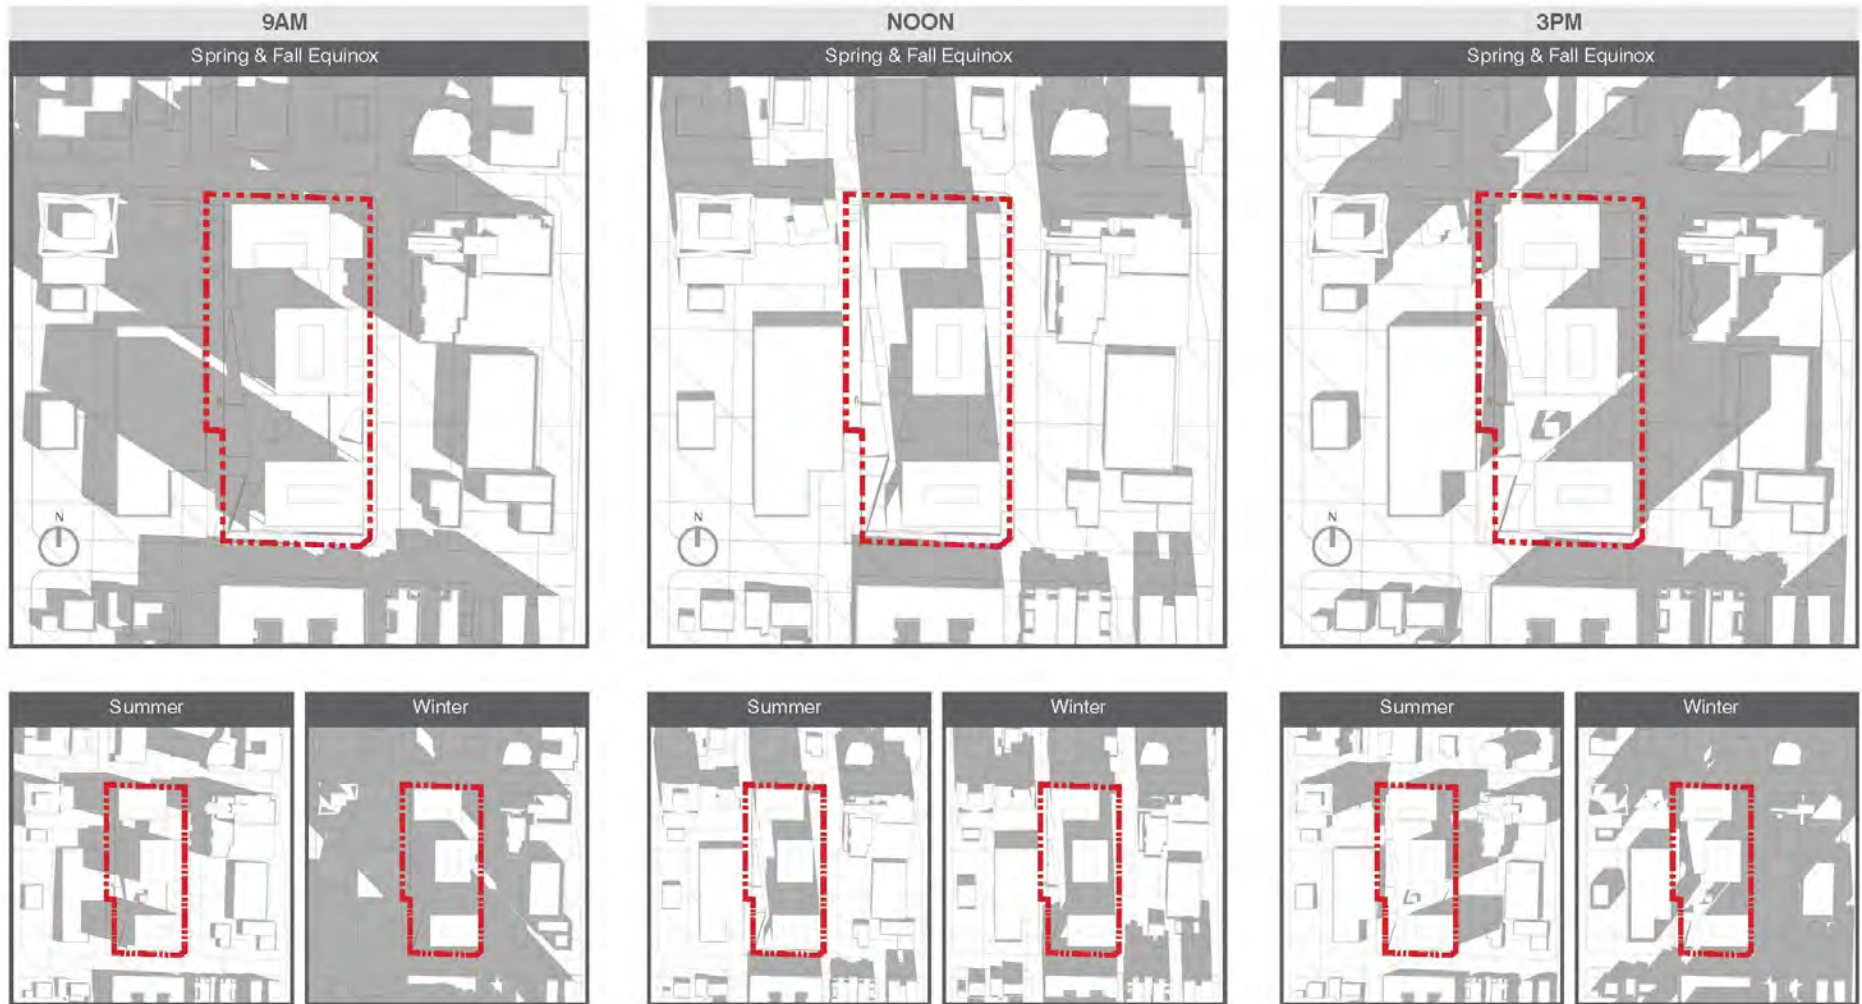 9AM
Spring & Fall Equinox
N
Summer
Winter
NOON
Spring & Fall Equinox
N
Summer
Winter
3PM
Spring & Fall Equinox
N
Summer
Winter